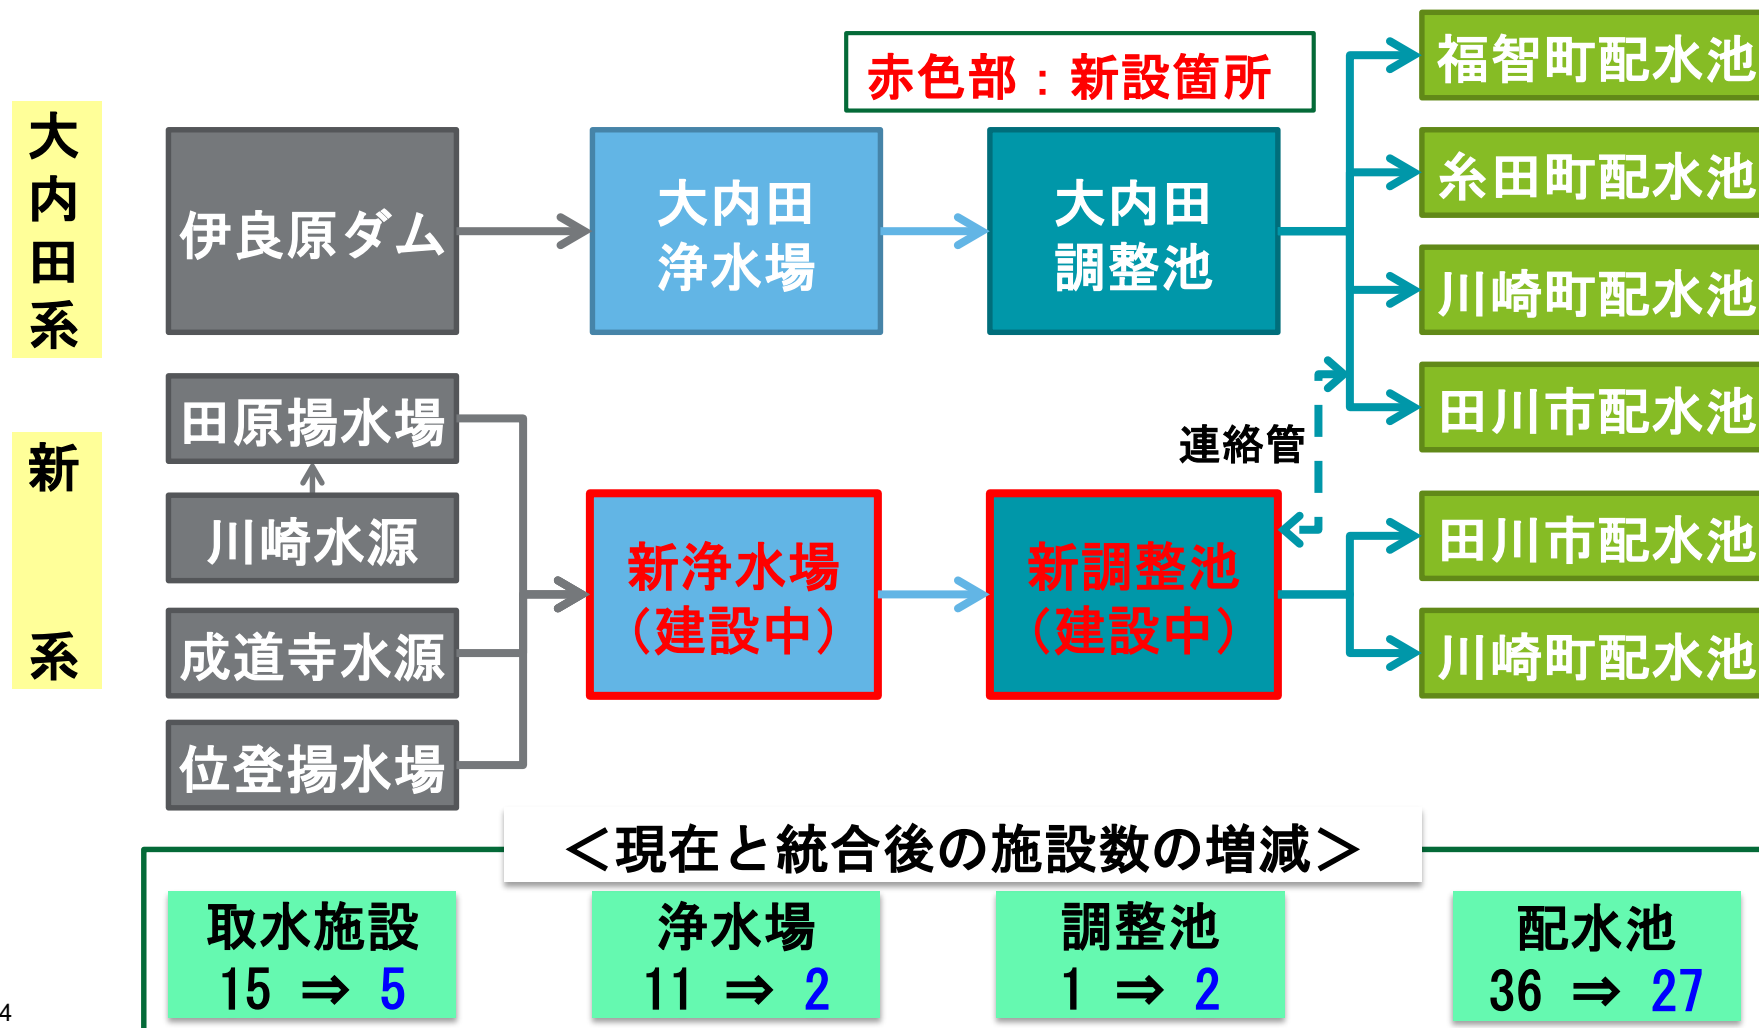 赤色部：新設箇所
大内田系
伊良原ダム
大内田
浄水場
大内田
調整池
福智町配水池
糸田町配水池
川崎町配水池
田川市配水池
連絡管
新系
田原揚水場
川崎水源
成道寺水源
位登揚水場
新浄水場
（建設中）
新調整池
（建設中）
田川市配水池
川崎町配水池
＜現在と統合後の施設数の増減＞
取水施設
15 ⇒ 5
浄水場
11 ⇒ 2
調整池
1 ⇒ 2
配水池
36 ⇒ 27
4